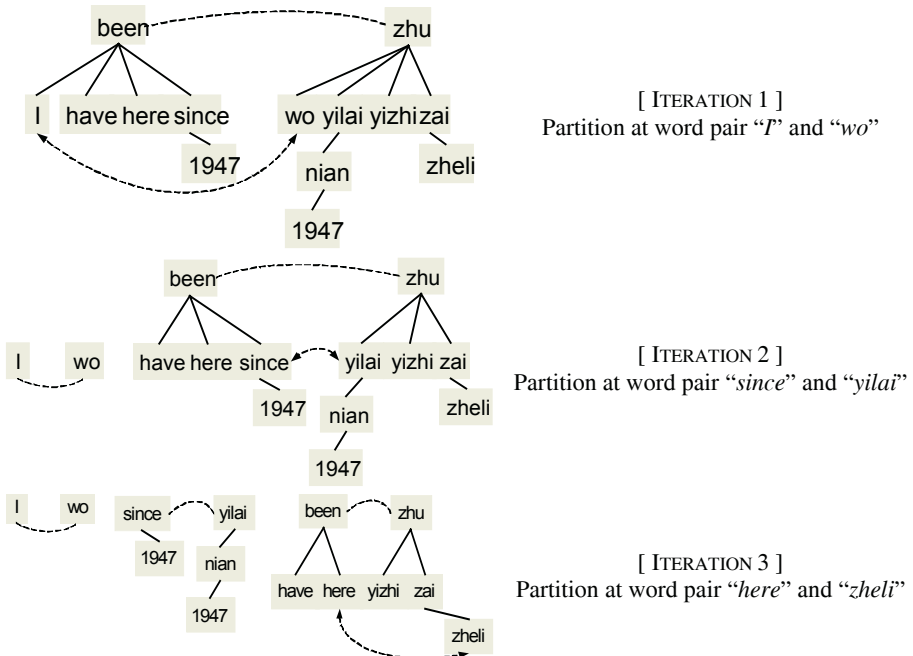 been zhu
I have here since wo yilai yizhi zai
1947 nian zheli
1947
[ ITERATION 1 ]
Partition at word pair “I” and “wo”
been zhu
I wo have here since yilai yizhi zai
1947 nian zheli
1947
[ ITERATION 2 ]
Partition at word pair “since” and “yilai”
I wo since yilai been zhu
1947 nian have here yizhi zai
1947 zheli
[ ITERATION 3 ]
Partition at word pair “here” and “zheli”